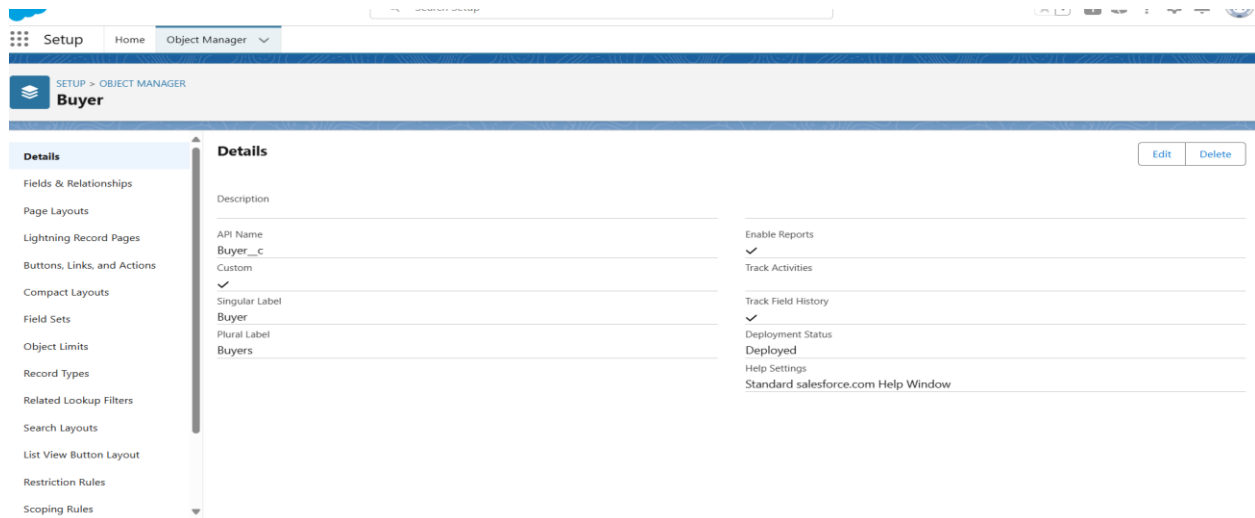 Search Setup
Setup Home Object Manager
SETUP > OBJECT MANAGER
Buyer
Details
Fields & Relationships
Page Layouts
Lightning Record Pages
Buttons, Links, and Actions
Compact Layouts
Field Sets
Object Limits
Record Types
Related Lookup Filters
Search Layouts
List View Button Layout
Restriction Rules
Scoping Rules
Details
Edit Delete
Description
API Name
Buyer__c
Custom
Singular Label
Buyer
Plural Label
Buyers
Enable Reports
Track Activities
Track Field History
Deployment Status
Deployed
Help Settings
Standard salesforce.com Help Window